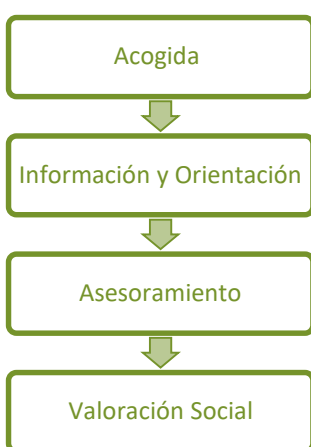 Acogida
Información y Orientación
Asesoramiento
Valoración Social